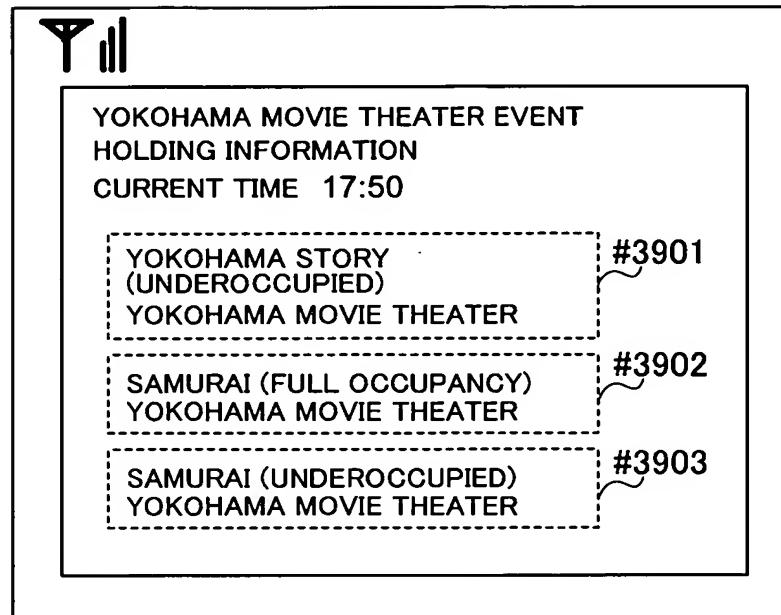 YOKOHAMA MOVIE THEATER EVENT
HOLDING INFORMATION
CURRENT TIME 17:50
YOKOHAMA STORY
(UNDEROCCUPIED)
YOKOHAMA MOVIE THEATER
#3901
SAMURAI (FULL OCCUPANCY)
YOKOHAMA MOVIE THEATER
#3902
SAMURAI (UNDEROCCUPIED)
YOKOHAMA MOVIE THEATER
#3903